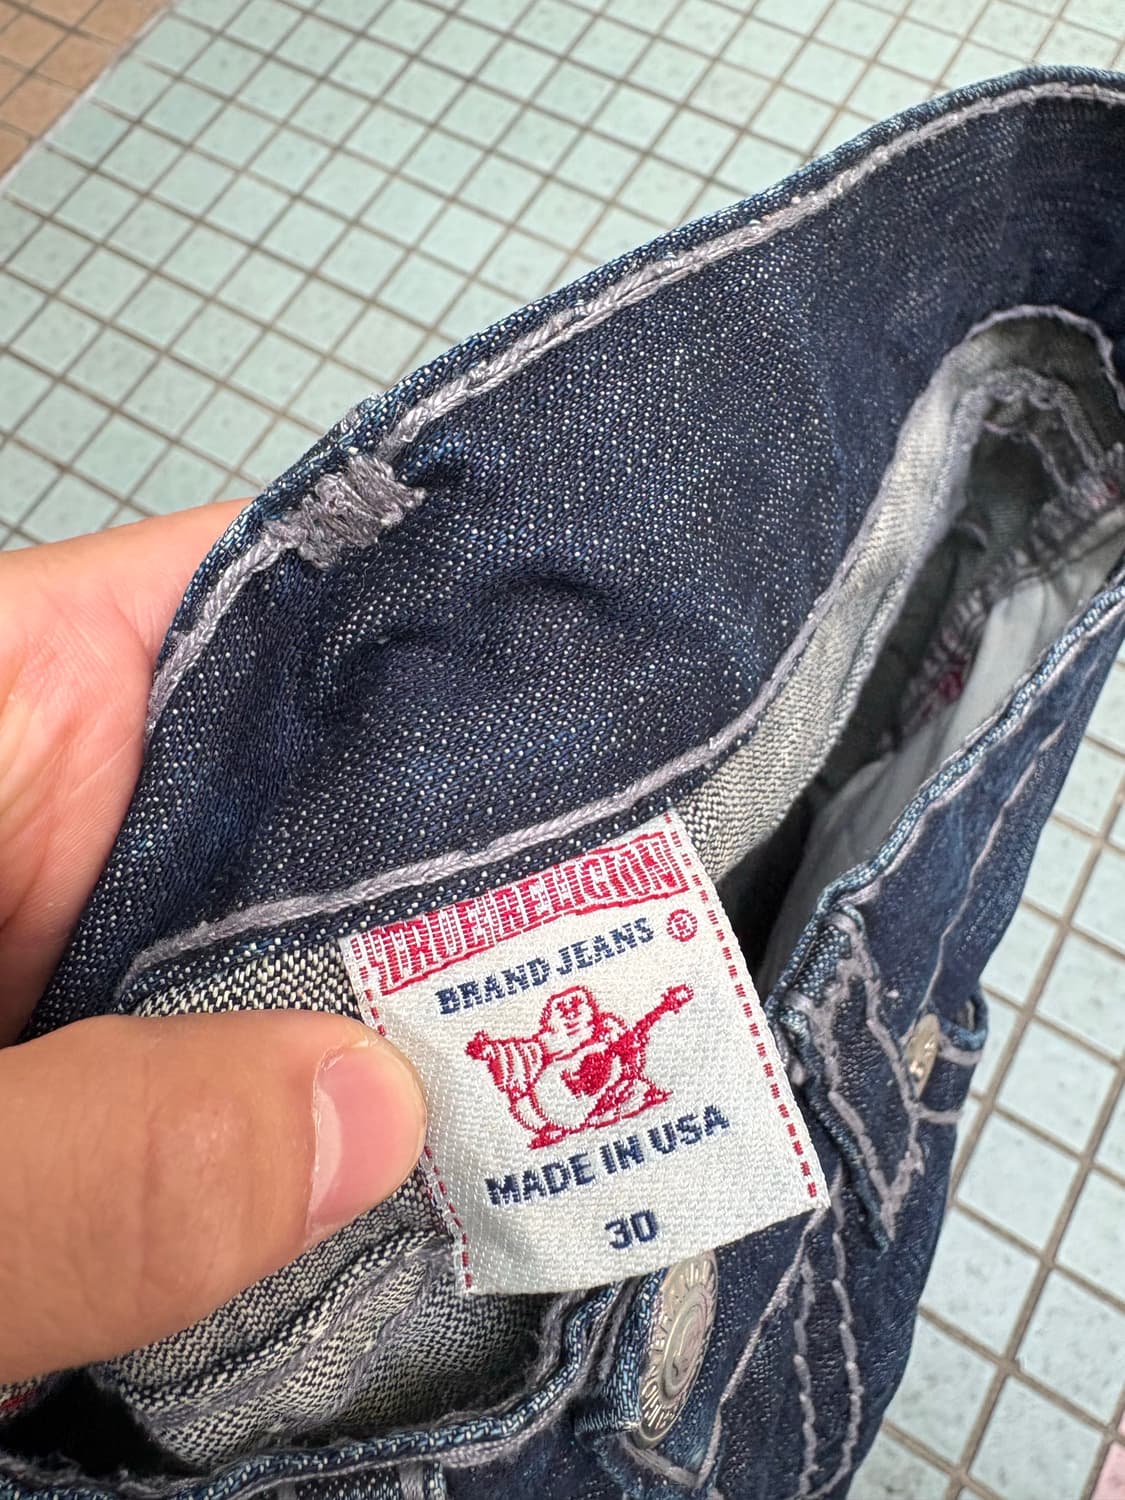 TRUE RELIGION
BRAND JEANS ®
MADE IN USA
30